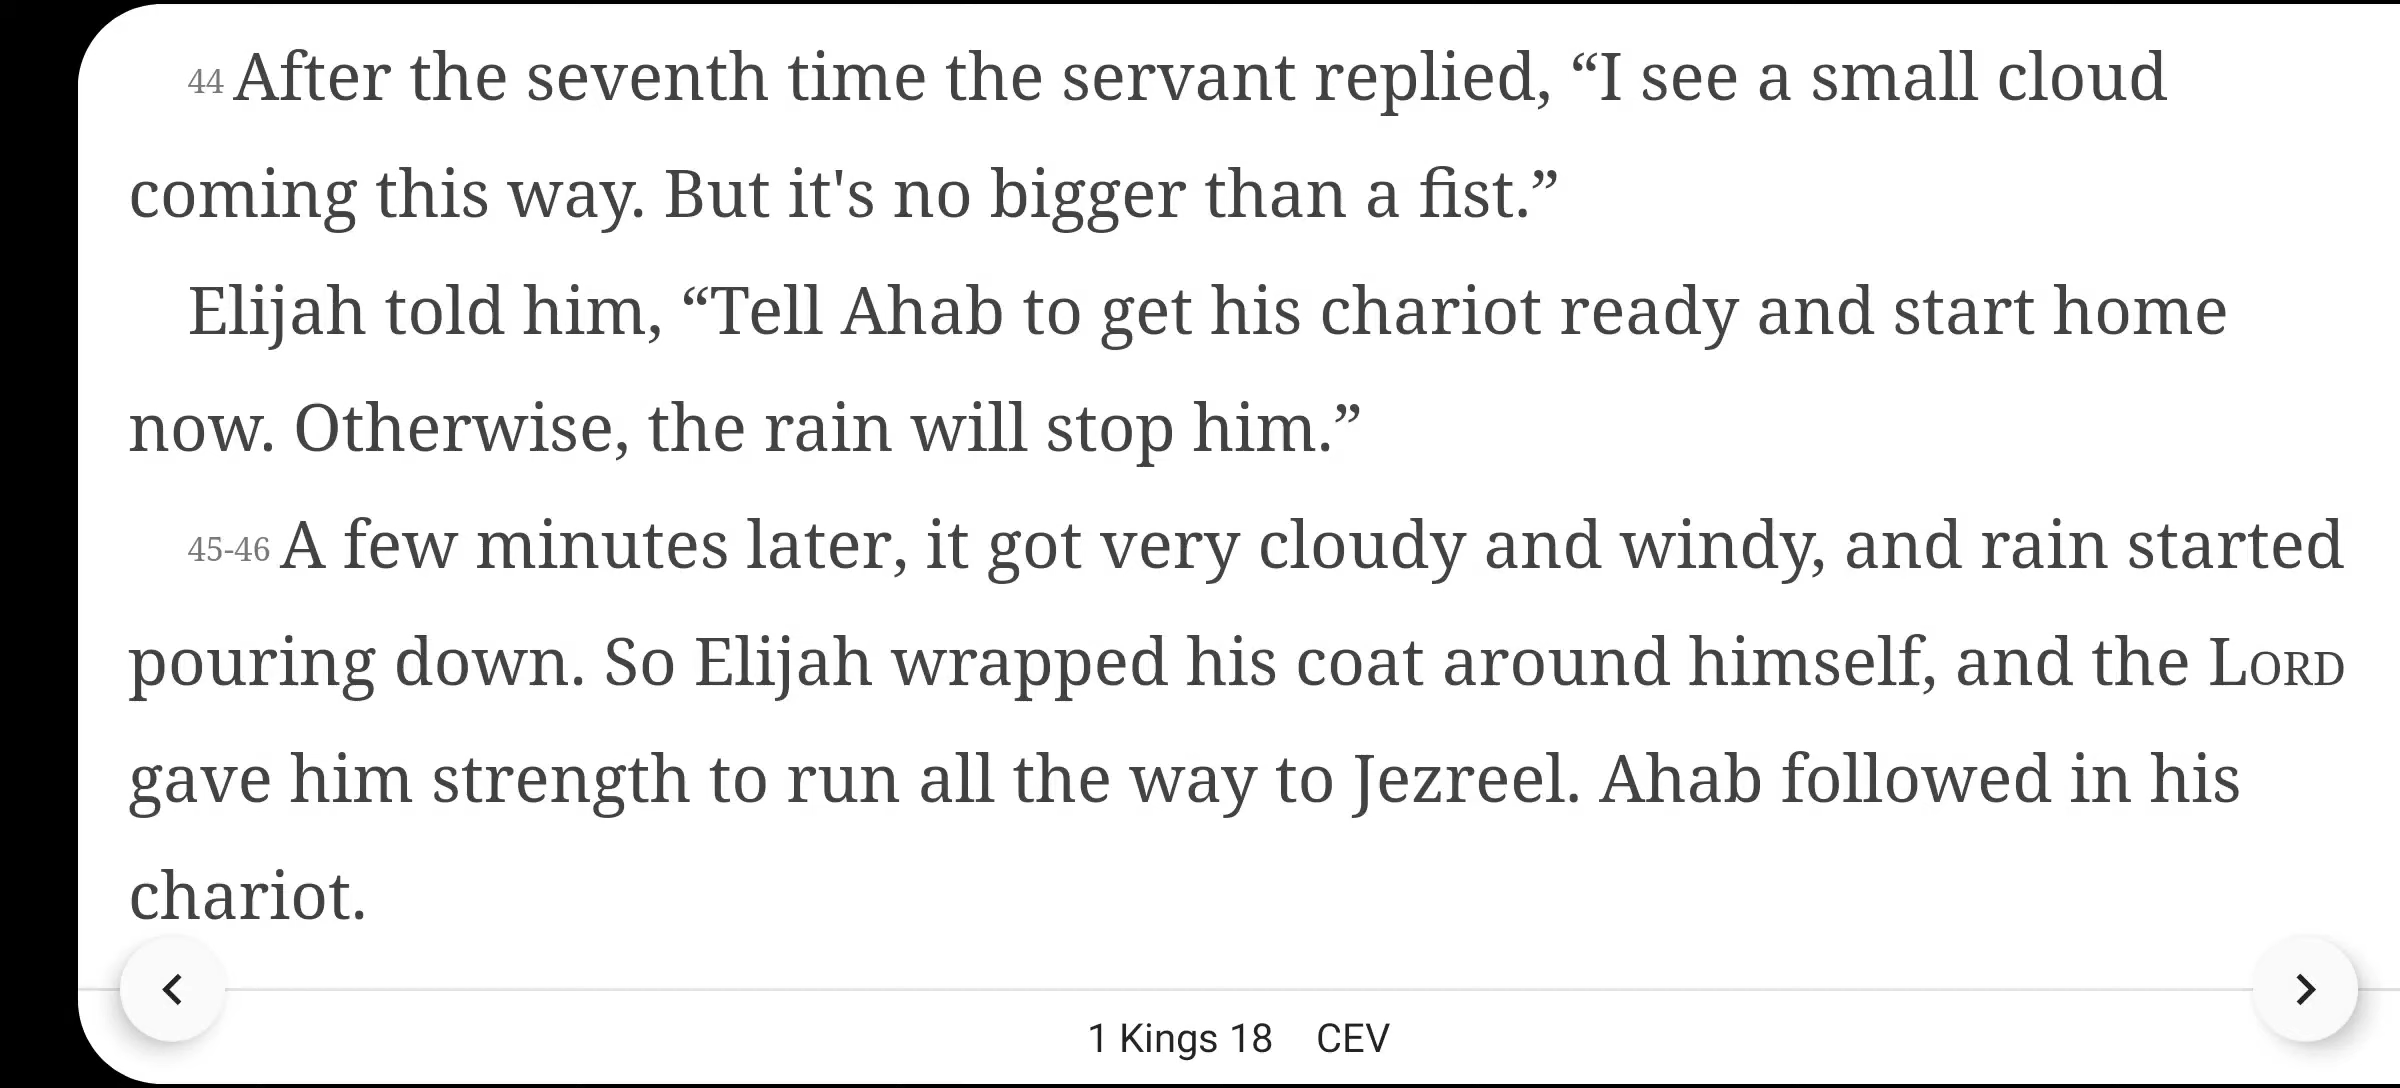 44 After the seventh time the servant replied, “I see a small cloud
coming this way. But it's no bigger than a fist.”
Elijah told him, “Tell Ahab to get his chariot ready and start home
now. Otherwise, the rain will stop him.”
45-46 A few minutes later, it got very cloudy and windy, and rain started
pouring down. So Elijah wrapped his coat around himself, and the LORD
gave him strength to run all the way to Jezreel. Ahab followed in his
chariot.
1 Kings 18 CEV